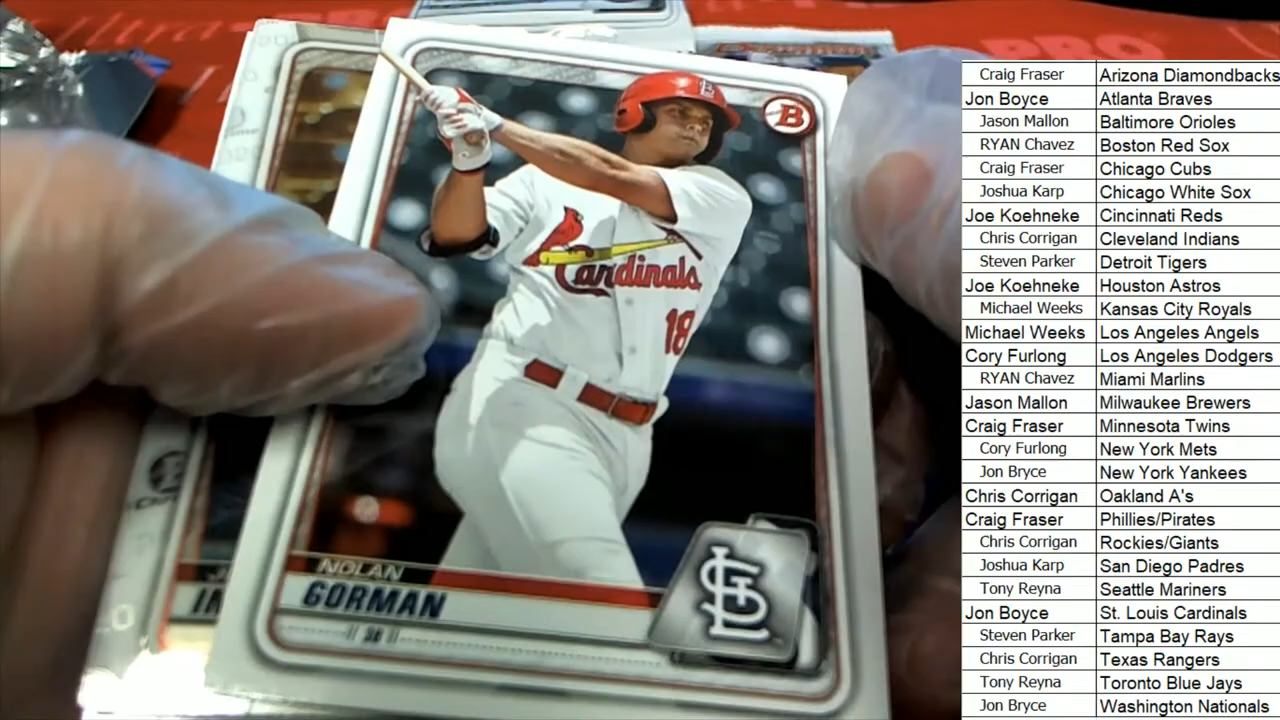 Ultra
PRO
B
Cardinals
18
NOLAN
GORMAN
3B
STL
Craig Fraser Arizona Diamondbacks
Jon Boyce Atlanta Braves
Jason Mallon Baltimore Orioles
RYAN Chavez Boston Red Sox
Craig Fraser Chicago Cubs
Joshua Karp Chicago White Sox
Joe Koehneke Cincinnati Reds
Chris Corrigan Cleveland Indians
Steven Parker Detroit Tigers
Joe Koehneke Houston Astros
Michael Weeks Kansas City Royals
Michael Weeks Los Angeles Angels
Cory Furlong Los Angeles Dodgers
RYAN Chavez Miami Marlins
Jason Mallon Milwaukee Brewers
Craig Fraser Minnesota Twins
Cory Furlong New York Mets
Jon Bryce New York Yankees
Chris Corrigan Oakland A's
Craig Fraser Phillies/Pirates
Chris Corrigan Rockies/Giants
Joshua Karp San Diego Padres
Tony Reyna Seattle Mariners
Jon Boyce St. Louis Cardinals
Steven Parker Tampa Bay Rays
Chris Corrigan Texas Rangers
Tony Reyna Toronto Blue Jays
Jon Bryce Washington Nationals